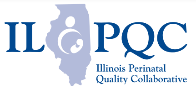 IL PQC
Illinois Perinatal
Quality Collaborative